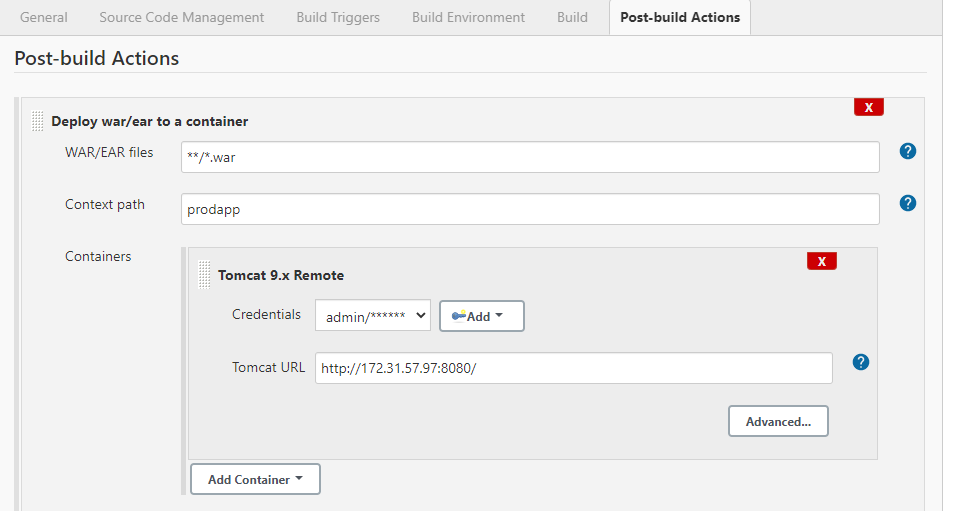 General Source Code Management Build Triggers Build Environment Build Post-build Actions
Post-build Actions
X
Deploy war/ear to a container
WAR/EAR files **/*.war ?
Context path prodapp ?
Containers
X
Tomcat 9.x Remote
Credentials admin/****** Add
Tomcat URL http://172.31.57.97:8080/ ?
Advanced...
Add Container